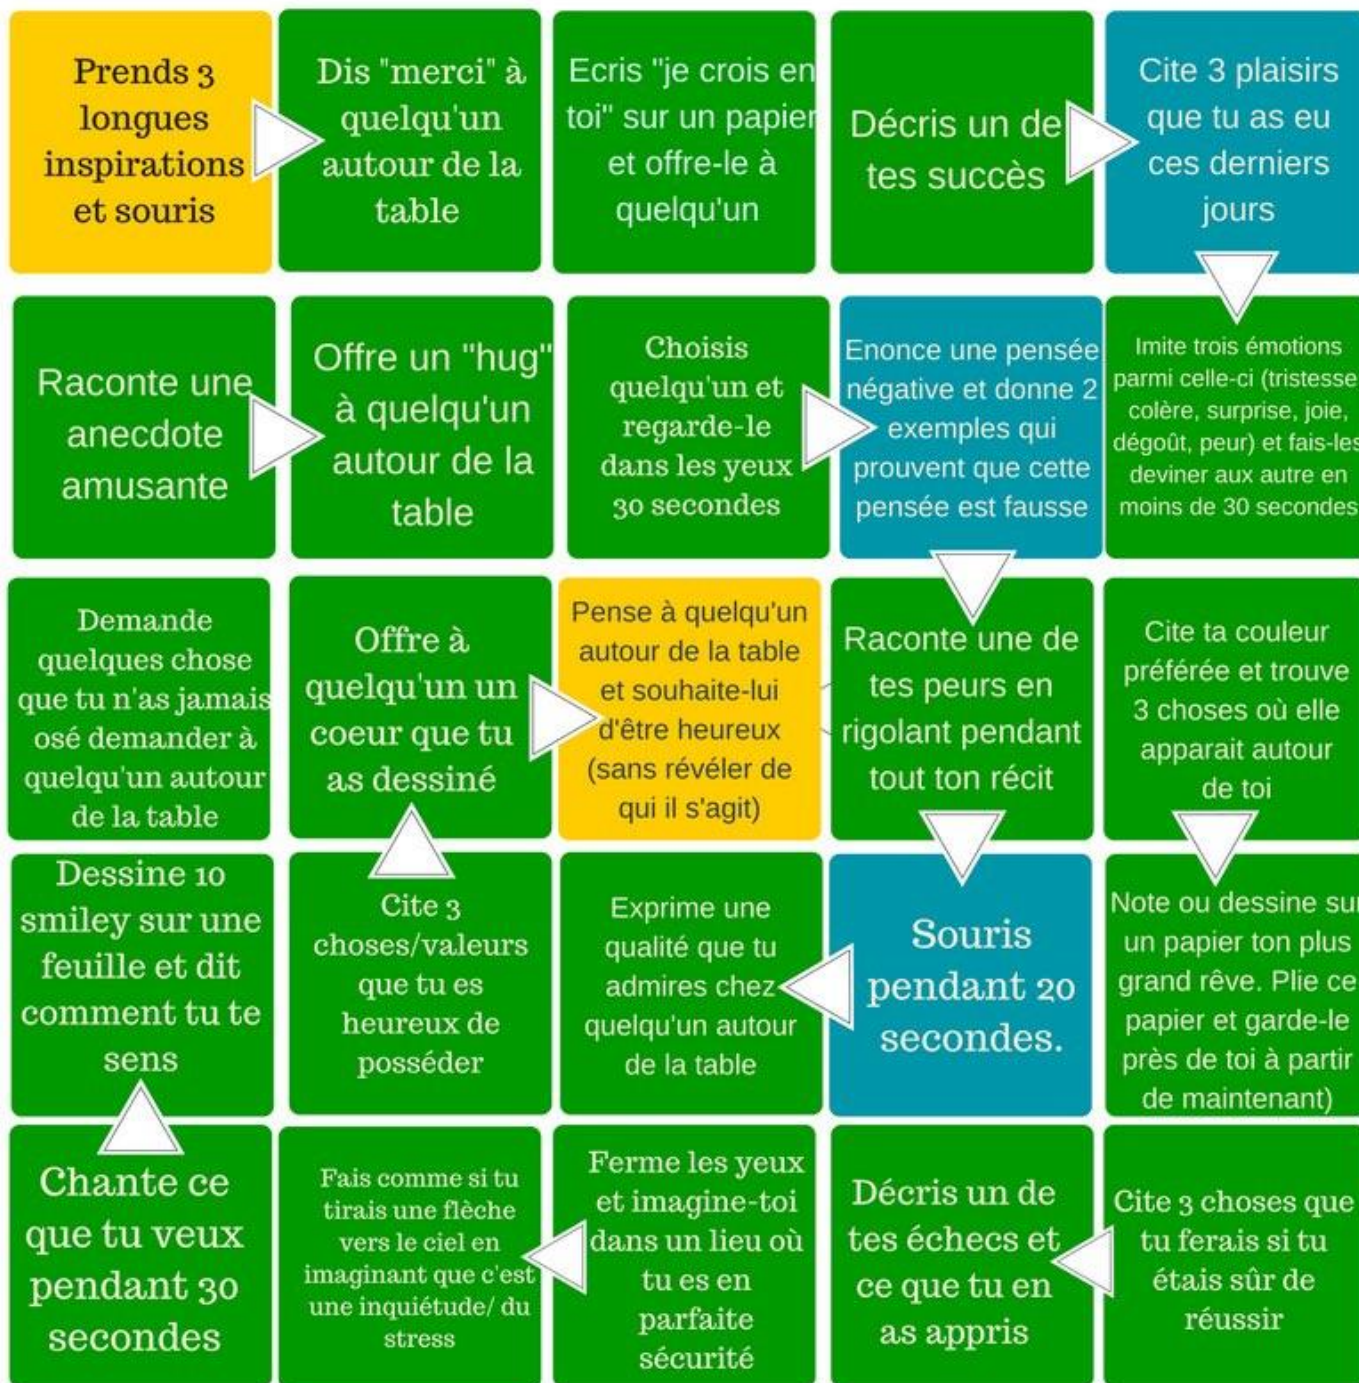 Prends 3
longues
inspirations
et souris
Dis "merci" à
quelqu'un
autour de la
table
Ecris "je crois en
toi" sur un papier
et offre-le à
quelqu'un
Décris un de
tes succès
Cite 3 plaisirs
que tu as eu
ces derniers
jours
Raconte une
anecdote
amusante
Offre un "hug"
à quelqu'un
autour de la
table
Choisis
quelqu'un et
regarde-le
dans les yeux
30 secondes
Enonce une pensée
négative et donne 2
exemples qui
prouvent que cette
pensée est fausse
Imite trois émotions
parmi celle-ci (tristesse,
colère, surprise, joie,
dégoût, peur) et fais-les
deviner aux autre en
moins de 30 secondes
Demande
quelques chose
que tu n'as jamais
osé demander à
quelqu'un autour
de la table
Offre à
quelqu'un un
coeur que tu
as dessiné
Pense à quelqu'un
autour de la table
et souhaite-lui
d'être heureux
(sans révéler de
qui il s'agit)
Raconte une de
tes peurs en
rigolant pendant
tout ton récit
Cite ta couleur
préférée et trouve
3 choses où elle
apparait autour
de toi
Dessine 10
smiley sur une
feuille et dit
comment tu te
sens
Cite 3
choses/valeurs
que tu es
heureux de
posséder
Exprime une
qualité que tu
admires chez
quelqu'un autour
de la table
Souris
pendant 20
secondes.
Note ou dessine sur
un papier ton plus
grand rêve. Plie ce
papier et garde-le
près de toi à partir
de maintenant)
Chante ce
que tu veux
pendant 30
secondes
Fais comme si tu
tirais une flèche
vers le ciel en
imaginant que c'est
une inquiétude/ du
stress
Ferme les yeux
et imagine-toi
dans un lieu où
tu es en
parfaite
sécurité
Décris un de
tes échecs et
ce que tu en
as appris
Cite 3 choses que
tu ferais si tu
étais sûr de
réussir